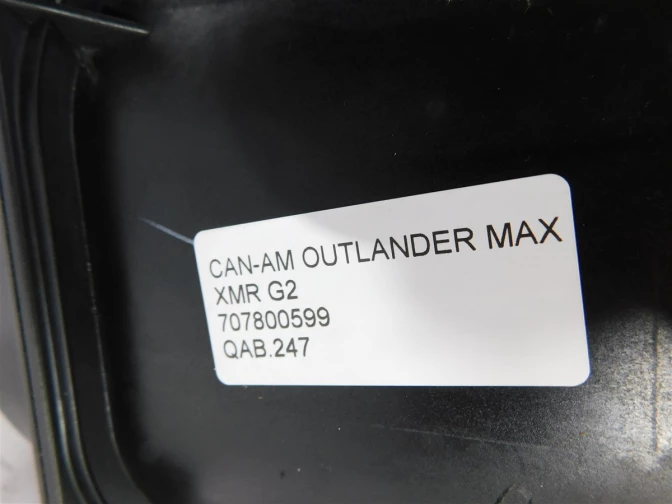 CAN-AM OUTLANDER MAX
XMR G2
707800599
QAB.247